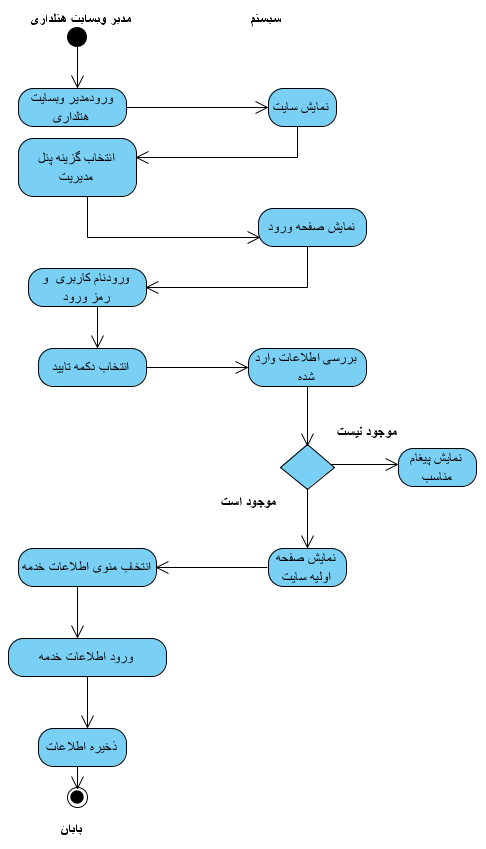 مدیر وبسایت هتلداری
سیستم
ورودمدیر وبسایت
هتلداری
نمایش سایت
انتخاب گزینه پنل
مدیریت
نمایش صفحه ورود
ورودنام کاربری و
رمز ورود
انتخاب دکمه تایید
بررسی اطلاعات وارد
شده
موجود نیست
نمایش پیغام
مناسب
موجود است
نمایش صفحه
اولیه سایت
انتخاب منوی اطلاعات خدمه
ورود اطلاعات خدمه
ذخیره اطلاعات
پایان